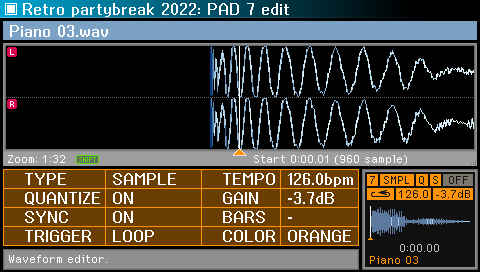 Retro partybreak 2022: PAD 7 edit
Piano 03.wav
L
R
Zoom: 1:32 SHIFT Start 0:00.01 (960 sample)
TYPE SAMPLE TEMPO 126.0bpm
QUANTIZE ON GAIN -3.7dB
SYNC ON BARS -
TRIGGER LOOP COLOR ORANGE
7 SMPL Q S OFF
126.0 -3.7dB
0:00.00
Piano 03
Waveform editor.